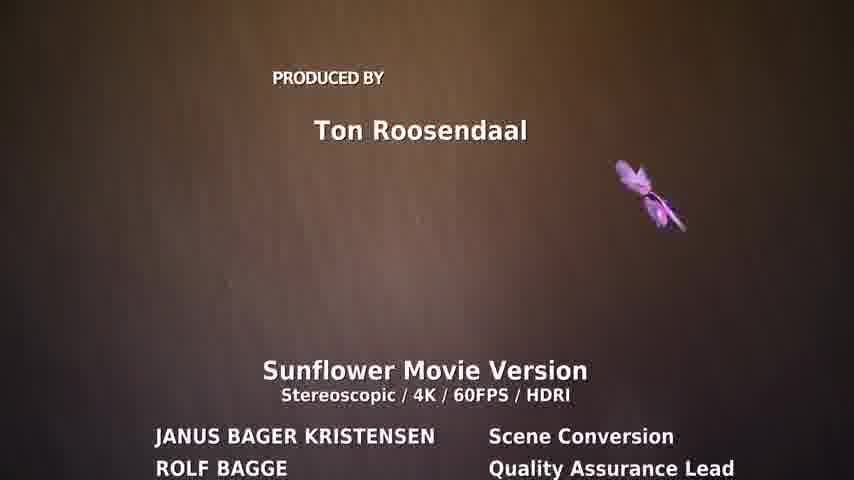 PRODUCED BY
Ton Roosendaal
Sunflower Movie Version
Stereoscopic / 4K / 60FPS / HDRI
JANUS BAGER KRISTENSEN Scene Conversion
ROLF BAGGE Quality Assurance Lead